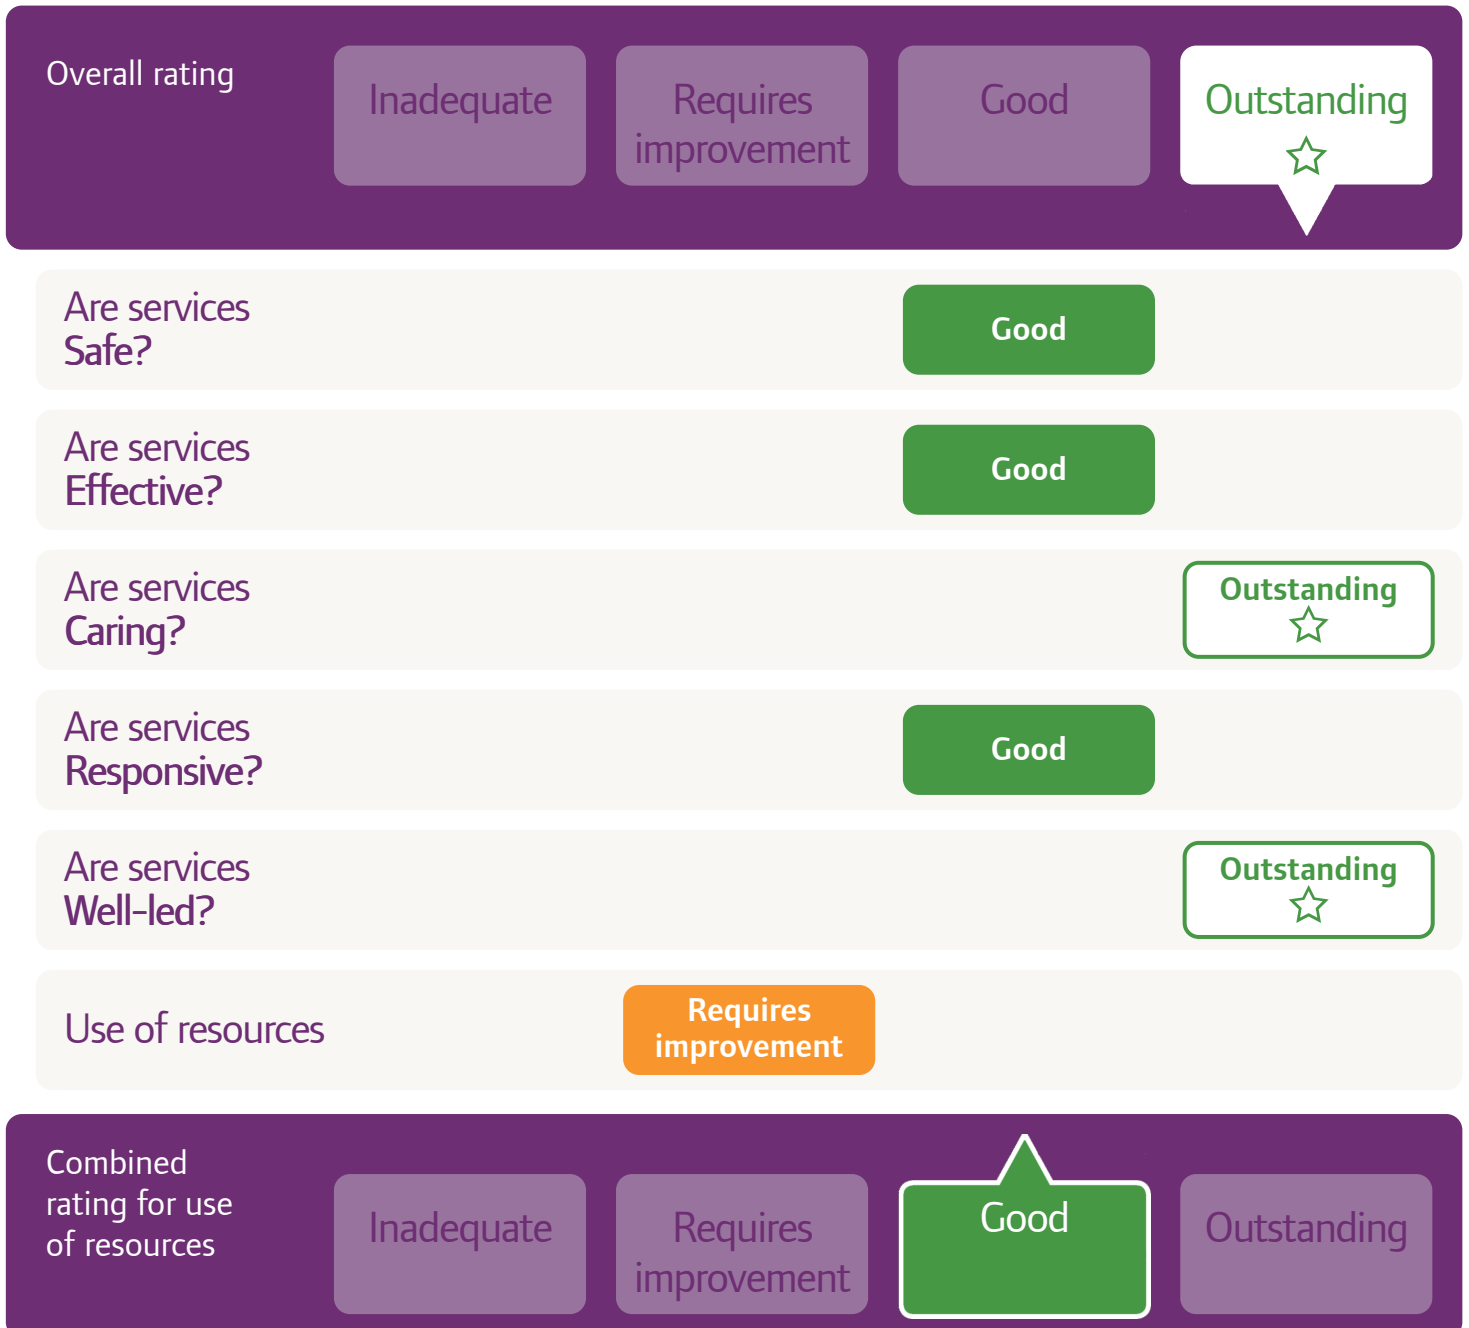 Overall rating
Inadequate
Requires
improvement
Good
Outstanding
Are services
Safe?
Good
Are services
Effective?
Good
Are services
Caring?
Outstanding
Are services
Responsive?
Good
Are services
Well-led?
Outstanding
Use of resources
Requires
improvement
Combined
rating for use
of resources
Inadequate
Requires
improvement
Good
Outstanding